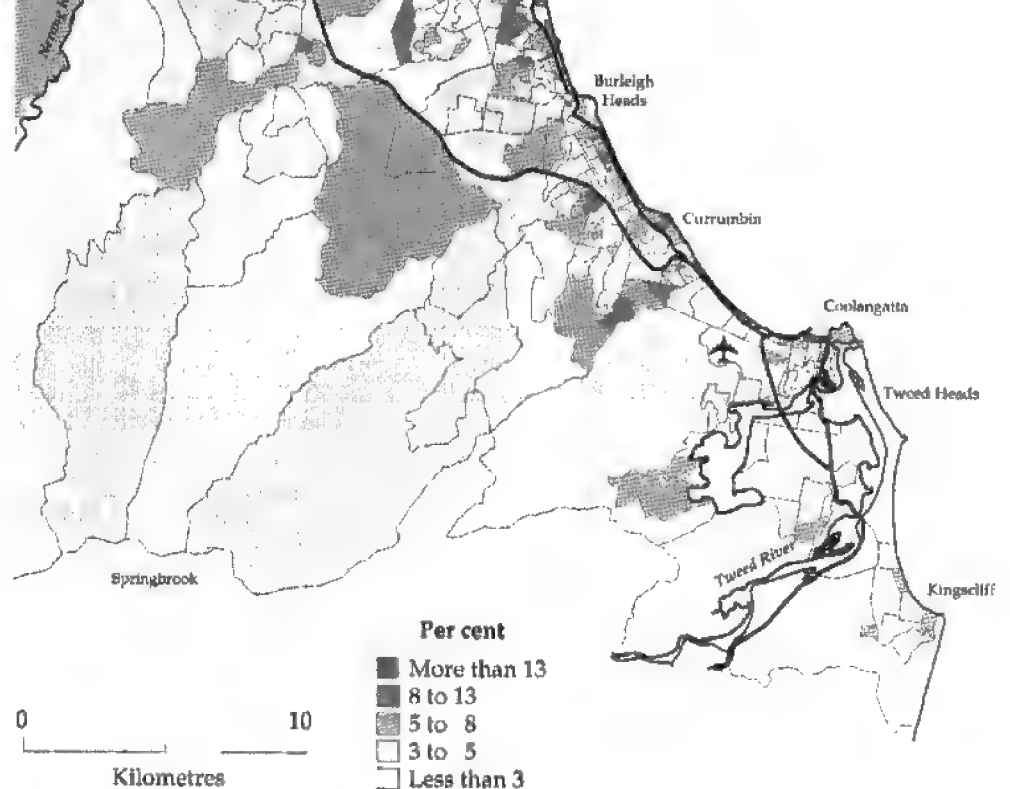 Nerang R
Burleigh
Heads
Currumbin
Coolangatta
Tweed Heads
Tweed River
Springbrook
Kingscliff
Per cent
More than 13
8 to 13
5 to 8
3 to 5
Less than 3
0 10
Kilometres